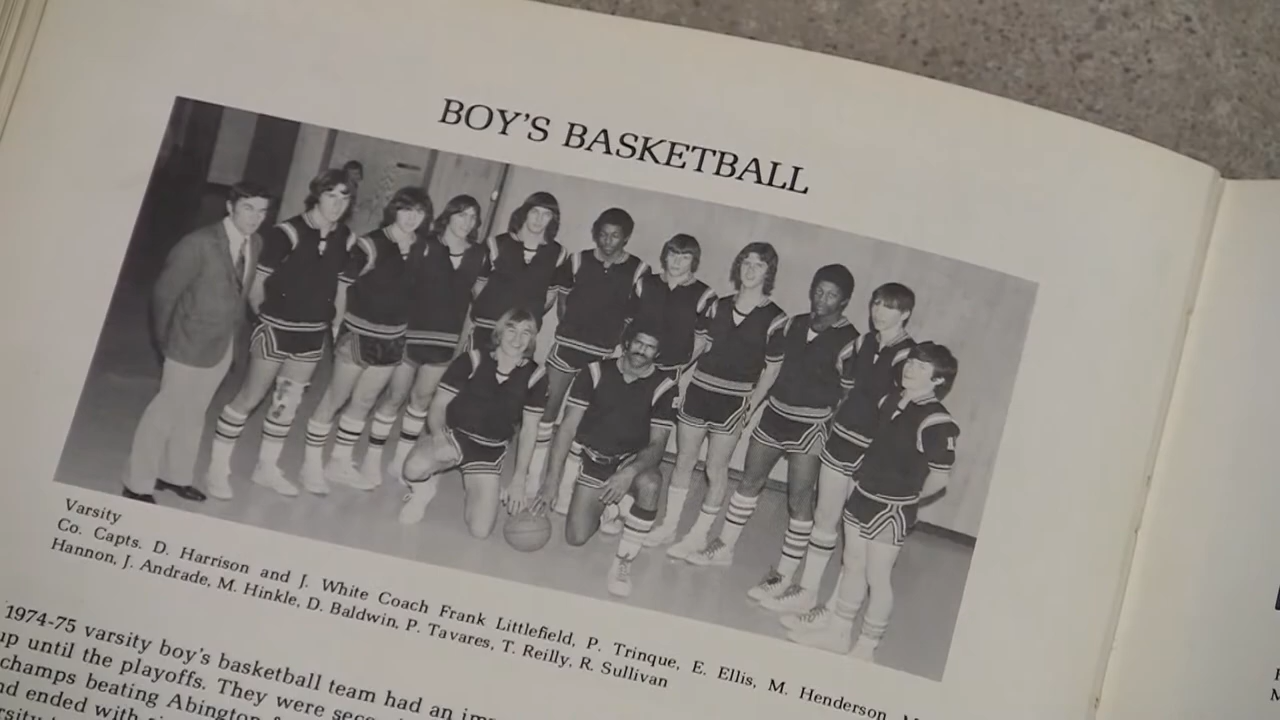 BOY'S BASKETBALL
Varsity
Co. Capts. D. Harrison and J. White Coach Frank Littlefield, P. Trinque, E. Ellis, M. Henderson,
Hannon, J. Andrade, M. Hinkle, D. Baldwin, P. Tavares, T. Reilly, R. Sullivan
1974-75 varsity boy's basketball team had an
up until the playoffs. They were
champs beating Abington
ended with